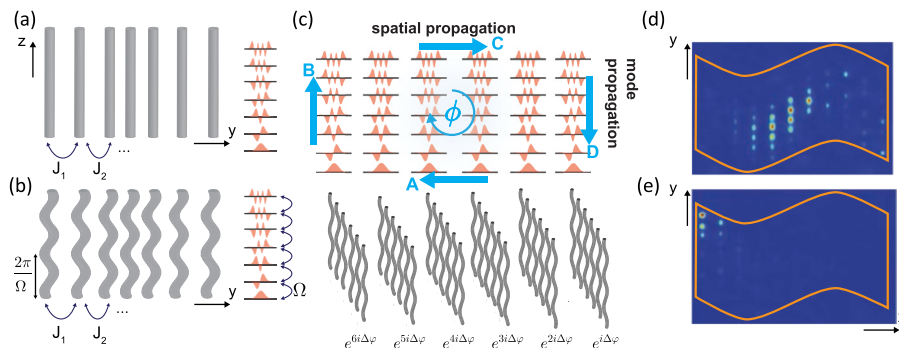 (a)
z
y
J1 J2 ...
(b)
2π
Ω
y
J1 J2 ...
Ω
(c)
spatial propagation
C
B
ϕ
mode propagation
D
A
e^{6iΔφ} e^{5iΔφ} e^{4iΔφ} e^{3iΔφ} e^{2iΔφ} e^{iΔφ}
(d)
y
(e)
y